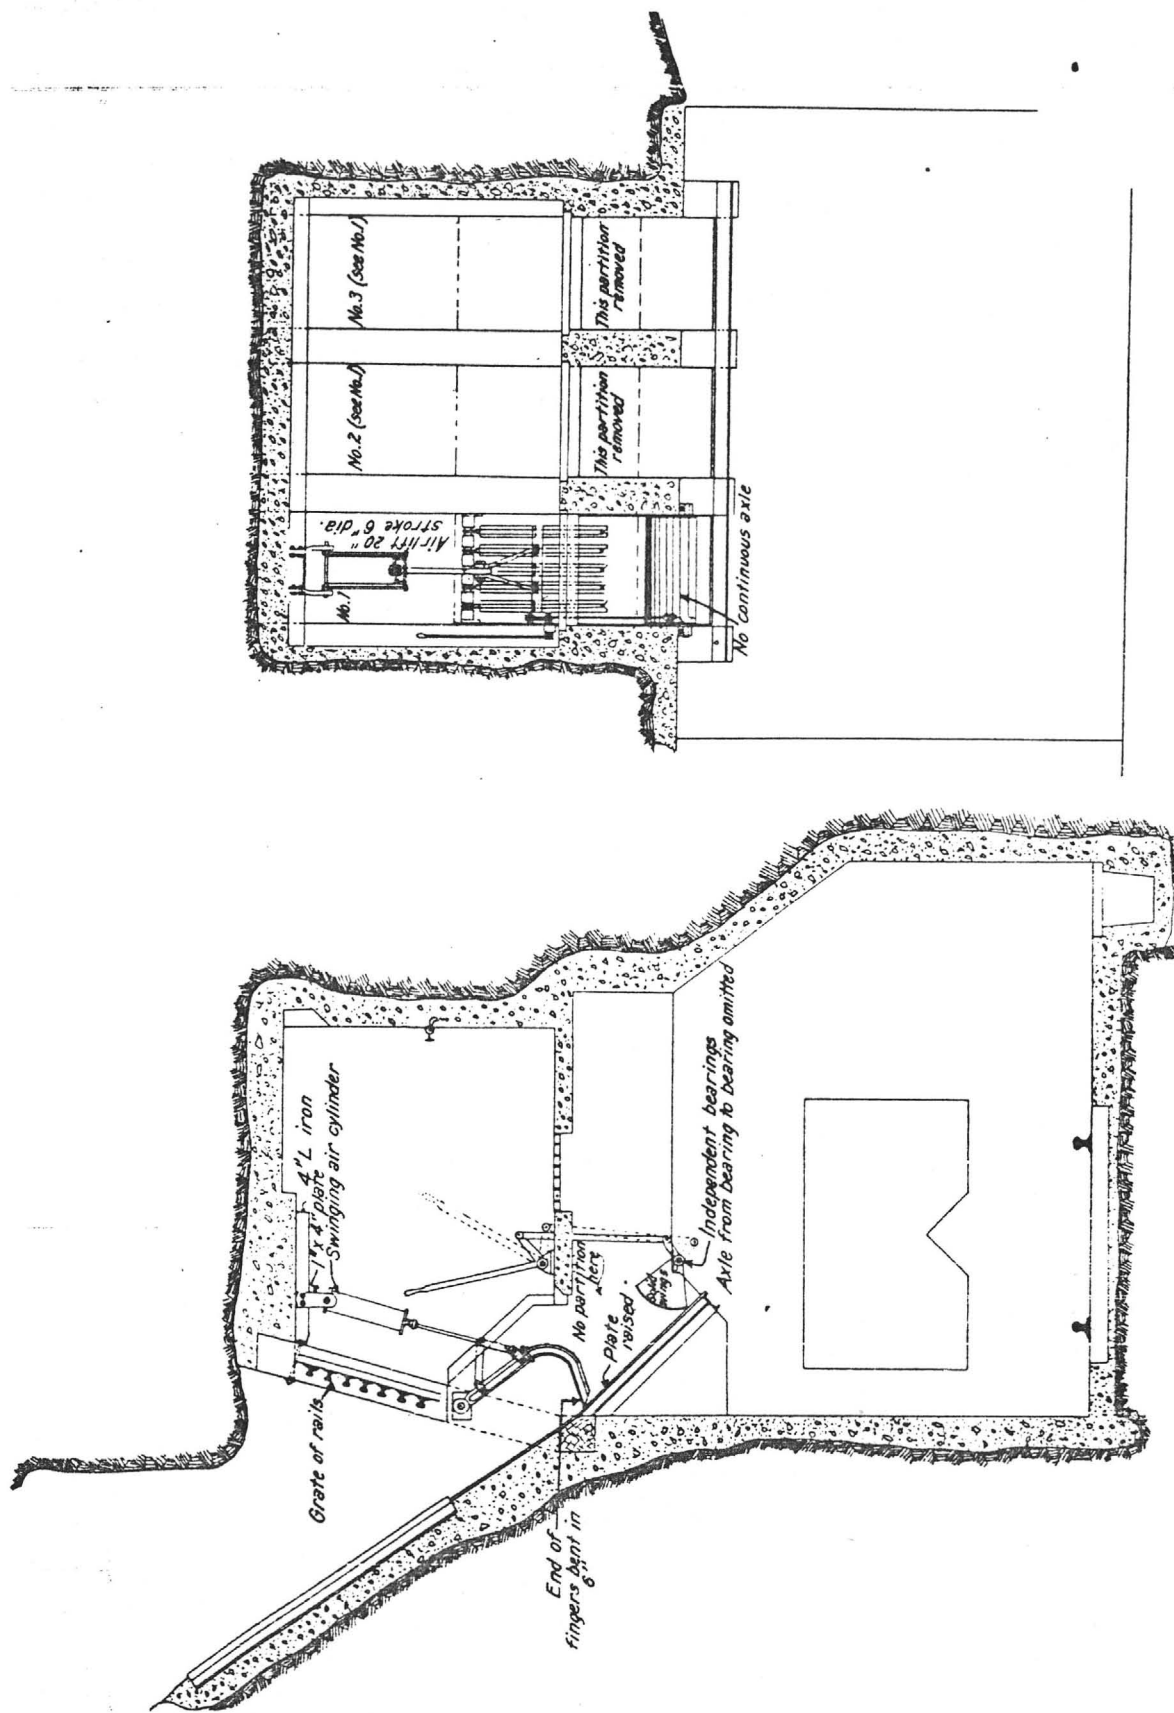 No.3 (see No.1)
This partition
removed
No.2 (see No.1)
This partition
removed
Air lift 20"
stroke 6" dia.
No.1
No continuous axle
4" L iron
1" x 4" plate
Swinging air cylinder
Independent bearings
Axle from bearing to bearing omitted
No partition
here
Plate
raised
Grate of rails
End of
fingers bent in
6"